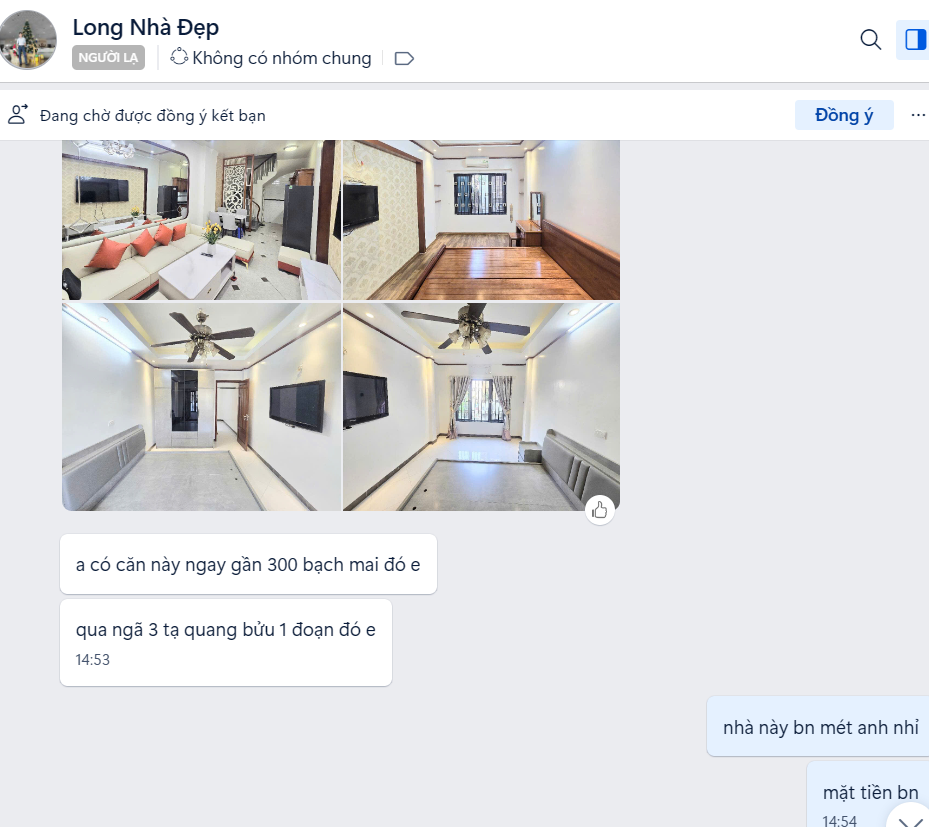 Long Nhà Đẹp
NGƯỜI LẠ
Không có nhóm chung
Đang chờ được đồng ý kết bạn
Đồng ý
a có căn này ngay gần 300 bạch mai đó e
qua ngã 3 tạ quang bửu 1 đoạn đó e
14:53
nhà này bn mét anh nhỉ
mặt tiền bn
14:54